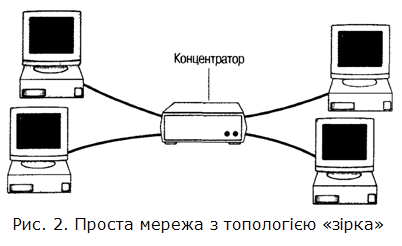 Концентратор
Рис. 2. Проста мережа з топологією «зірка»